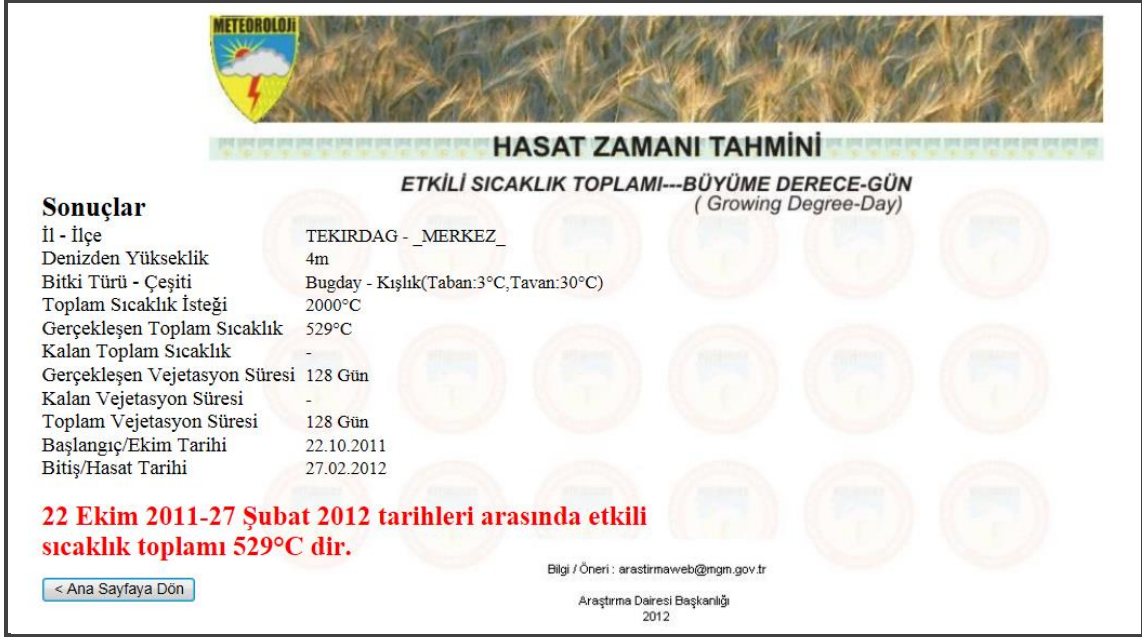 METEOROLOJI
HASAT ZAMANI TAHMİNİ
ETKİLİ SICAKLIK TOPLAMI---BÜYÜME DERECE-GÜN
( Growing Degree-Day)
Sonuçlar
İl - İlçe TEKIRDAG - _MERKEZ_
Denizden Yükseklik 4m
Bitki Türü - Çeşiti Bugday - Kışlık(Taban:3°C,Tavan:30°C)
Toplam Sıcaklık İsteği 2000°C
Gerçekleşen Toplam Sıcaklık 529°C
Kalan Toplam Sıcaklık -
Gerçekleşen Vejetasyon Süresi 128 Gün
Kalan Vejetasyon Süresi -
Toplam Vejetasyon Süresi 128 Gün
Başlangıç/Ekim Tarihi 22.10.2011
Bitiş/Hasat Tarihi 27.02.2012
22 Ekim 2011-27 Şubat 2012 tarihleri arasında etkili
sıcaklık toplamı 529°C dir.
< Ana Sayfaya Dön
Bilgi / Öneri : arastirmaweb@mgm.gov.tr
Araştırma Dairesi Başkanlığı
2012